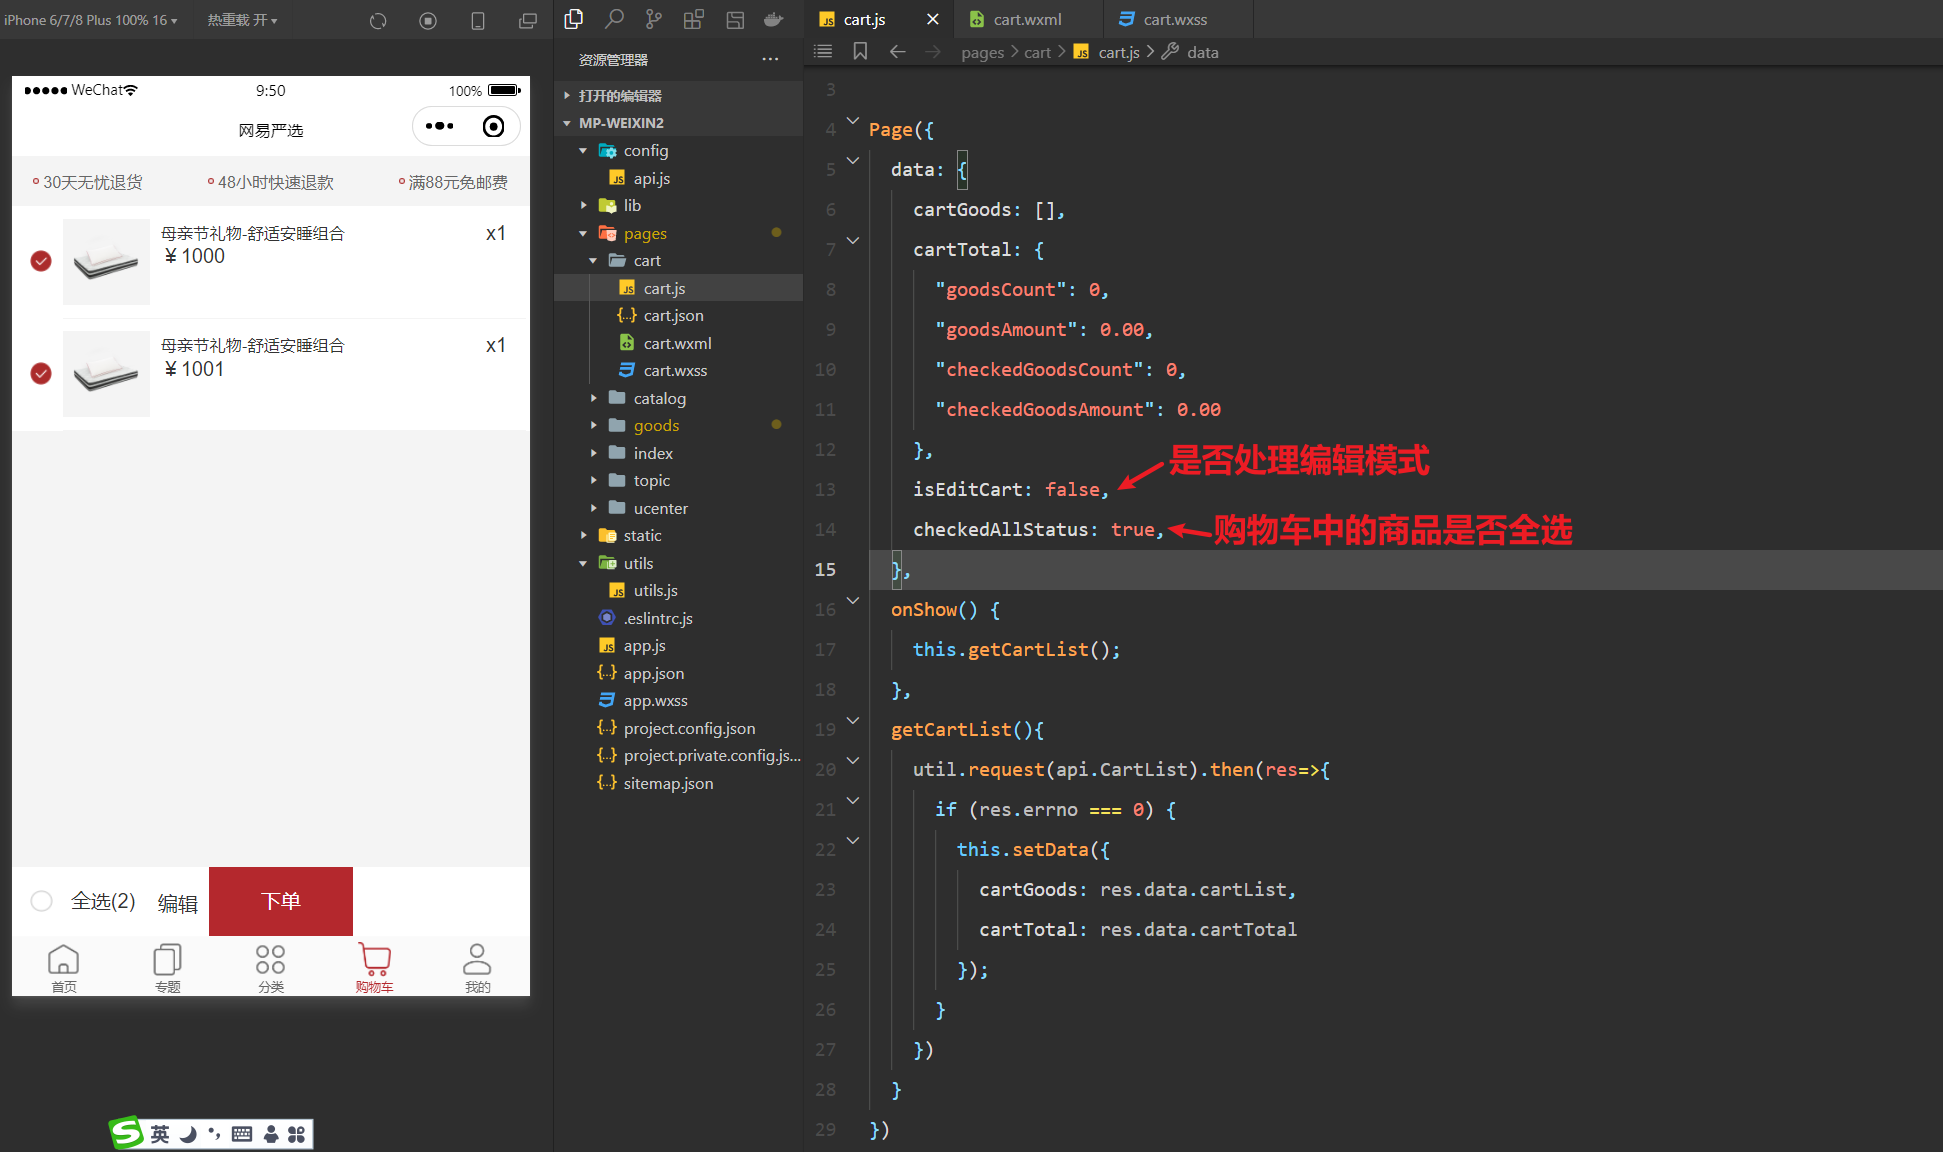 iPhone 6/7/8 Plus 100% 16
热重载 开
WeChat
9:50
100%
网易严选
30天无忧退货
48小时快速退款
满88元免邮费
母亲节礼物-舒适安睡组合
x1
￥1000
母亲节礼物-舒适安睡组合
x1
￥1001
全选(2)
编辑
下单
首页
专题
分类
购物车
我的
英
资源管理器
打开的编辑器
MP-WEIXIN2
config
api.js
lib
pages
cart
cart.js
cart.json
cart.wxml
cart.wxss
catalog
goods
index
topic
ucenter
static
utils
utils.js
.eslintrc.js
app.js
app.json
app.wxss
project.config.json
project.private.config.js...
sitemap.json
cart.js
cart.wxml
cart.wxss
pages > cart > cart.js > data
3
4 Page({
5 data: {
6 cartGoods: [],
7 cartTotal: {
8 "goodsCount": 0,
9 "goodsAmount": 0.00,
10 "checkedGoodsCount": 0,
11 "checkedGoodsAmount": 0.00
12 },
是否处理编辑模式
13 isEditCart: false,
14 checkedAllStatus: true,
购物车中的商品是否全选
15 },
16 onShow() {
17 this.getCartList();
18 },
19 getCartList(){
20 util.request(api.CartList).then(res=>{
21 if (res.errno === 0) {
22 this.setData({
23 cartGoods: res.data.cartList,
24 cartTotal: res.data.cartTotal
25 });
26 }
27 })
28 }
29 })